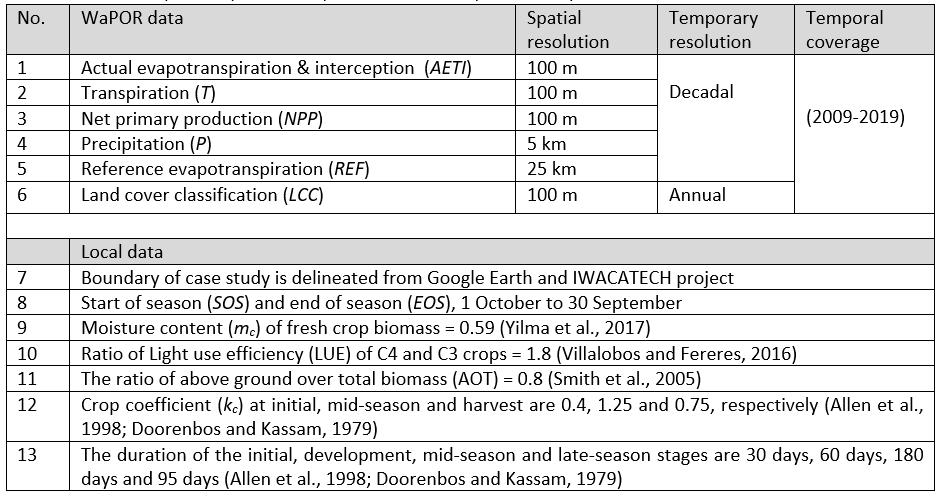 No. WaPOR data Spatial resolution Temporary resolution Temporal coverage
1 Actual evapotranspiration & interception (AETI) 100 m
2 Transpiration (T) 100 m Decadal
3 Net primary production (NPP) 100 m (2009-2019)
4 Precipitation (P) 5 km
5 Reference evapotranspiration (REF) 25 km
6 Land cover classification (LCC) 100 m Annual
Local data
7 Boundary of case study is delineated from Google Earth and IWACATECH project
8 Start of season (SOS) and end of season (EOS), 1 October to 30 September
9 Moisture content (mc) of fresh crop biomass = 0.59 (Yilma et al., 2017)
10 Ratio of Light use efficiency (LUE) of C4 and C3 crops = 1.8 (Villalobos and Fereres, 2016)
11 The ratio of above ground over total biomass (AOT) = 0.8 (Smith et al., 2005)
12 Crop coefficient (kc) at initial, mid-season and harvest are 0.4, 1.25 and 0.75, respectively (Allen et al.,
1998; Doorenbos and Kassam, 1979)
13 The duration of the initial, development, mid-season and late-season stages are 30 days, 60 days, 180
days and 95 days (Allen et al., 1998; Doorenbos and Kassam, 1979)